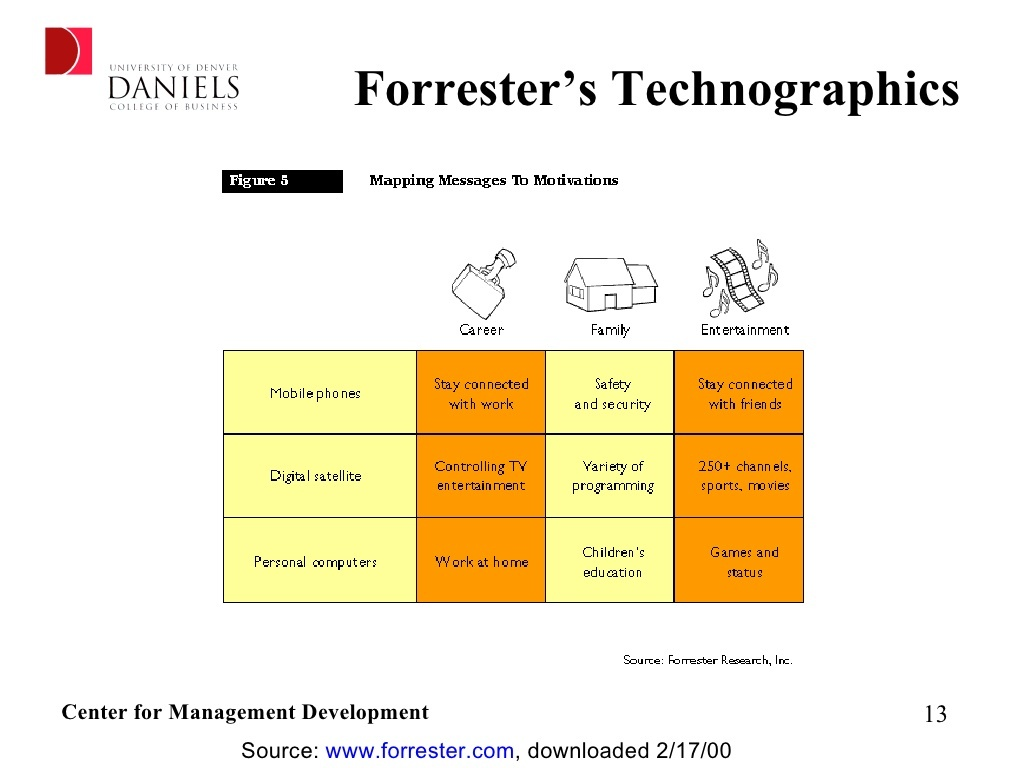 UNIVERSITY OF DENVER
DANIELS
COLLEGE OF BUSINESS
Forrester’s Technographics
Figure 5
Mapping Messages To Motivations
Career
Family
Entertainment
Mobile phones
Stay connected
with work
Safety
and security
Stay connected
with friends
Digital satellite
Controlling TV
entertainment
Variety of
programming
250+ channels,
sports, movies
Personal computers
Work at home
Children's
education
Games and
status
Source: Forrester Research, Inc.
Center for Management Development
13
Source: www.forrester.com, downloaded 2/17/00